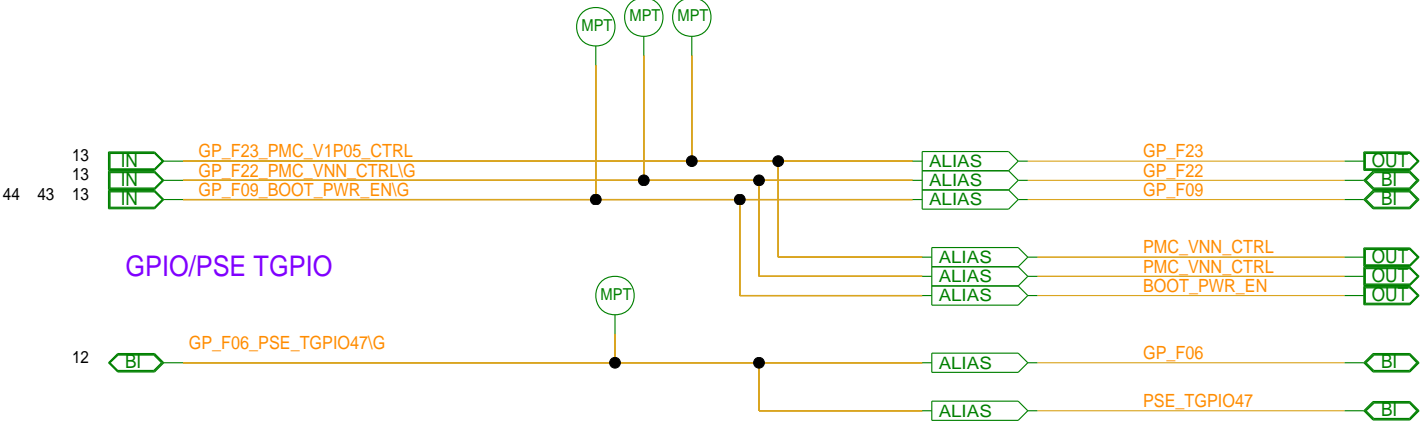 MPT MPT MPT
13 IN GP_F23_PMC_V1P05_CTRL ALIAS GP_F23 OUT
13 IN GP_F22_PMC_VNN_CTRL\G ALIAS GP_F22 BI
44 43 13 IN GP_F09_BOOT_PWR_EN\G ALIAS GP_F09 BI
ALIAS PMC_VNN_CTRL OUT
GPIO/PSE TGPIO
ALIAS PMC_VNN_CTRL OUT
ALIAS BOOT_PWR_EN OUT
MPT
12 BI GP_F06_PSE_TGPIO47\G ALIAS GP_F06 BI
ALIAS PSE_TGPIO47 BI